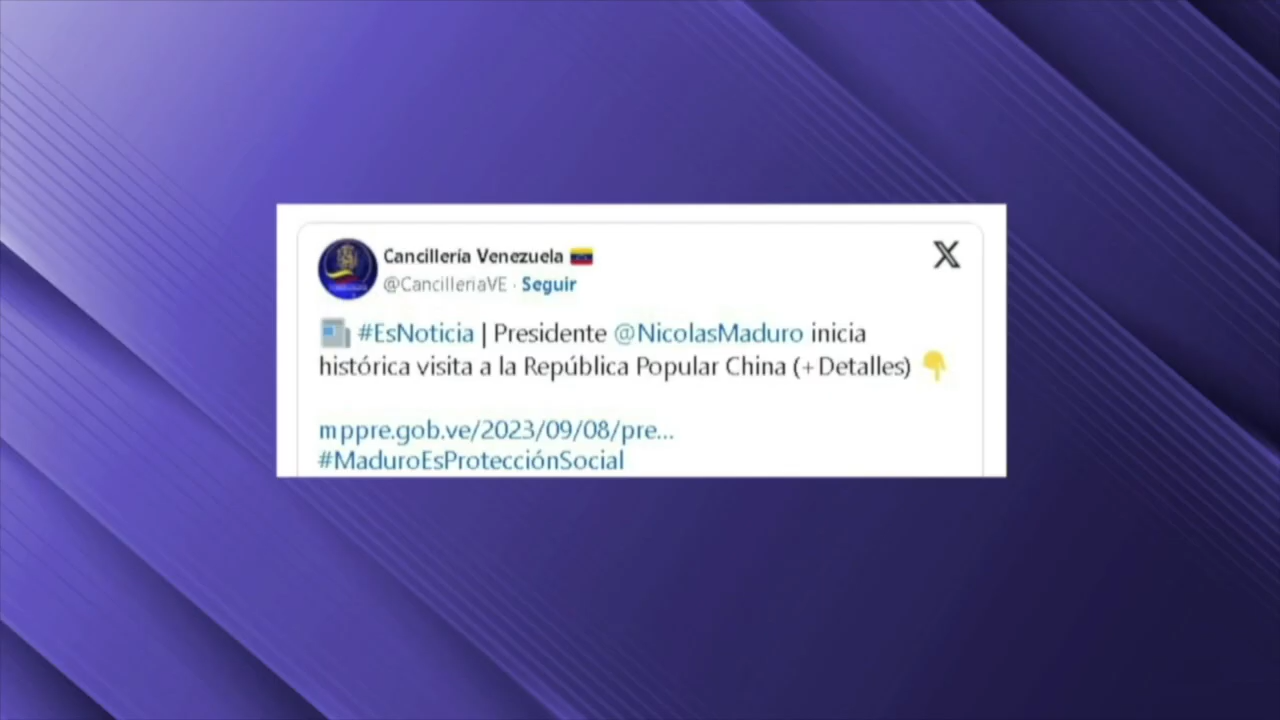 Cancillería Venezuela 🇻🇪
@CancilleriaVE · Seguir
📰 #EsNoticia | Presidente @NicolasMaduro inicia
histórica visita a la República Popular China (+Detalles) 👇
mppre.gob.ve/2023/09/08/pre...
#MaduroEsProtecciónSocial